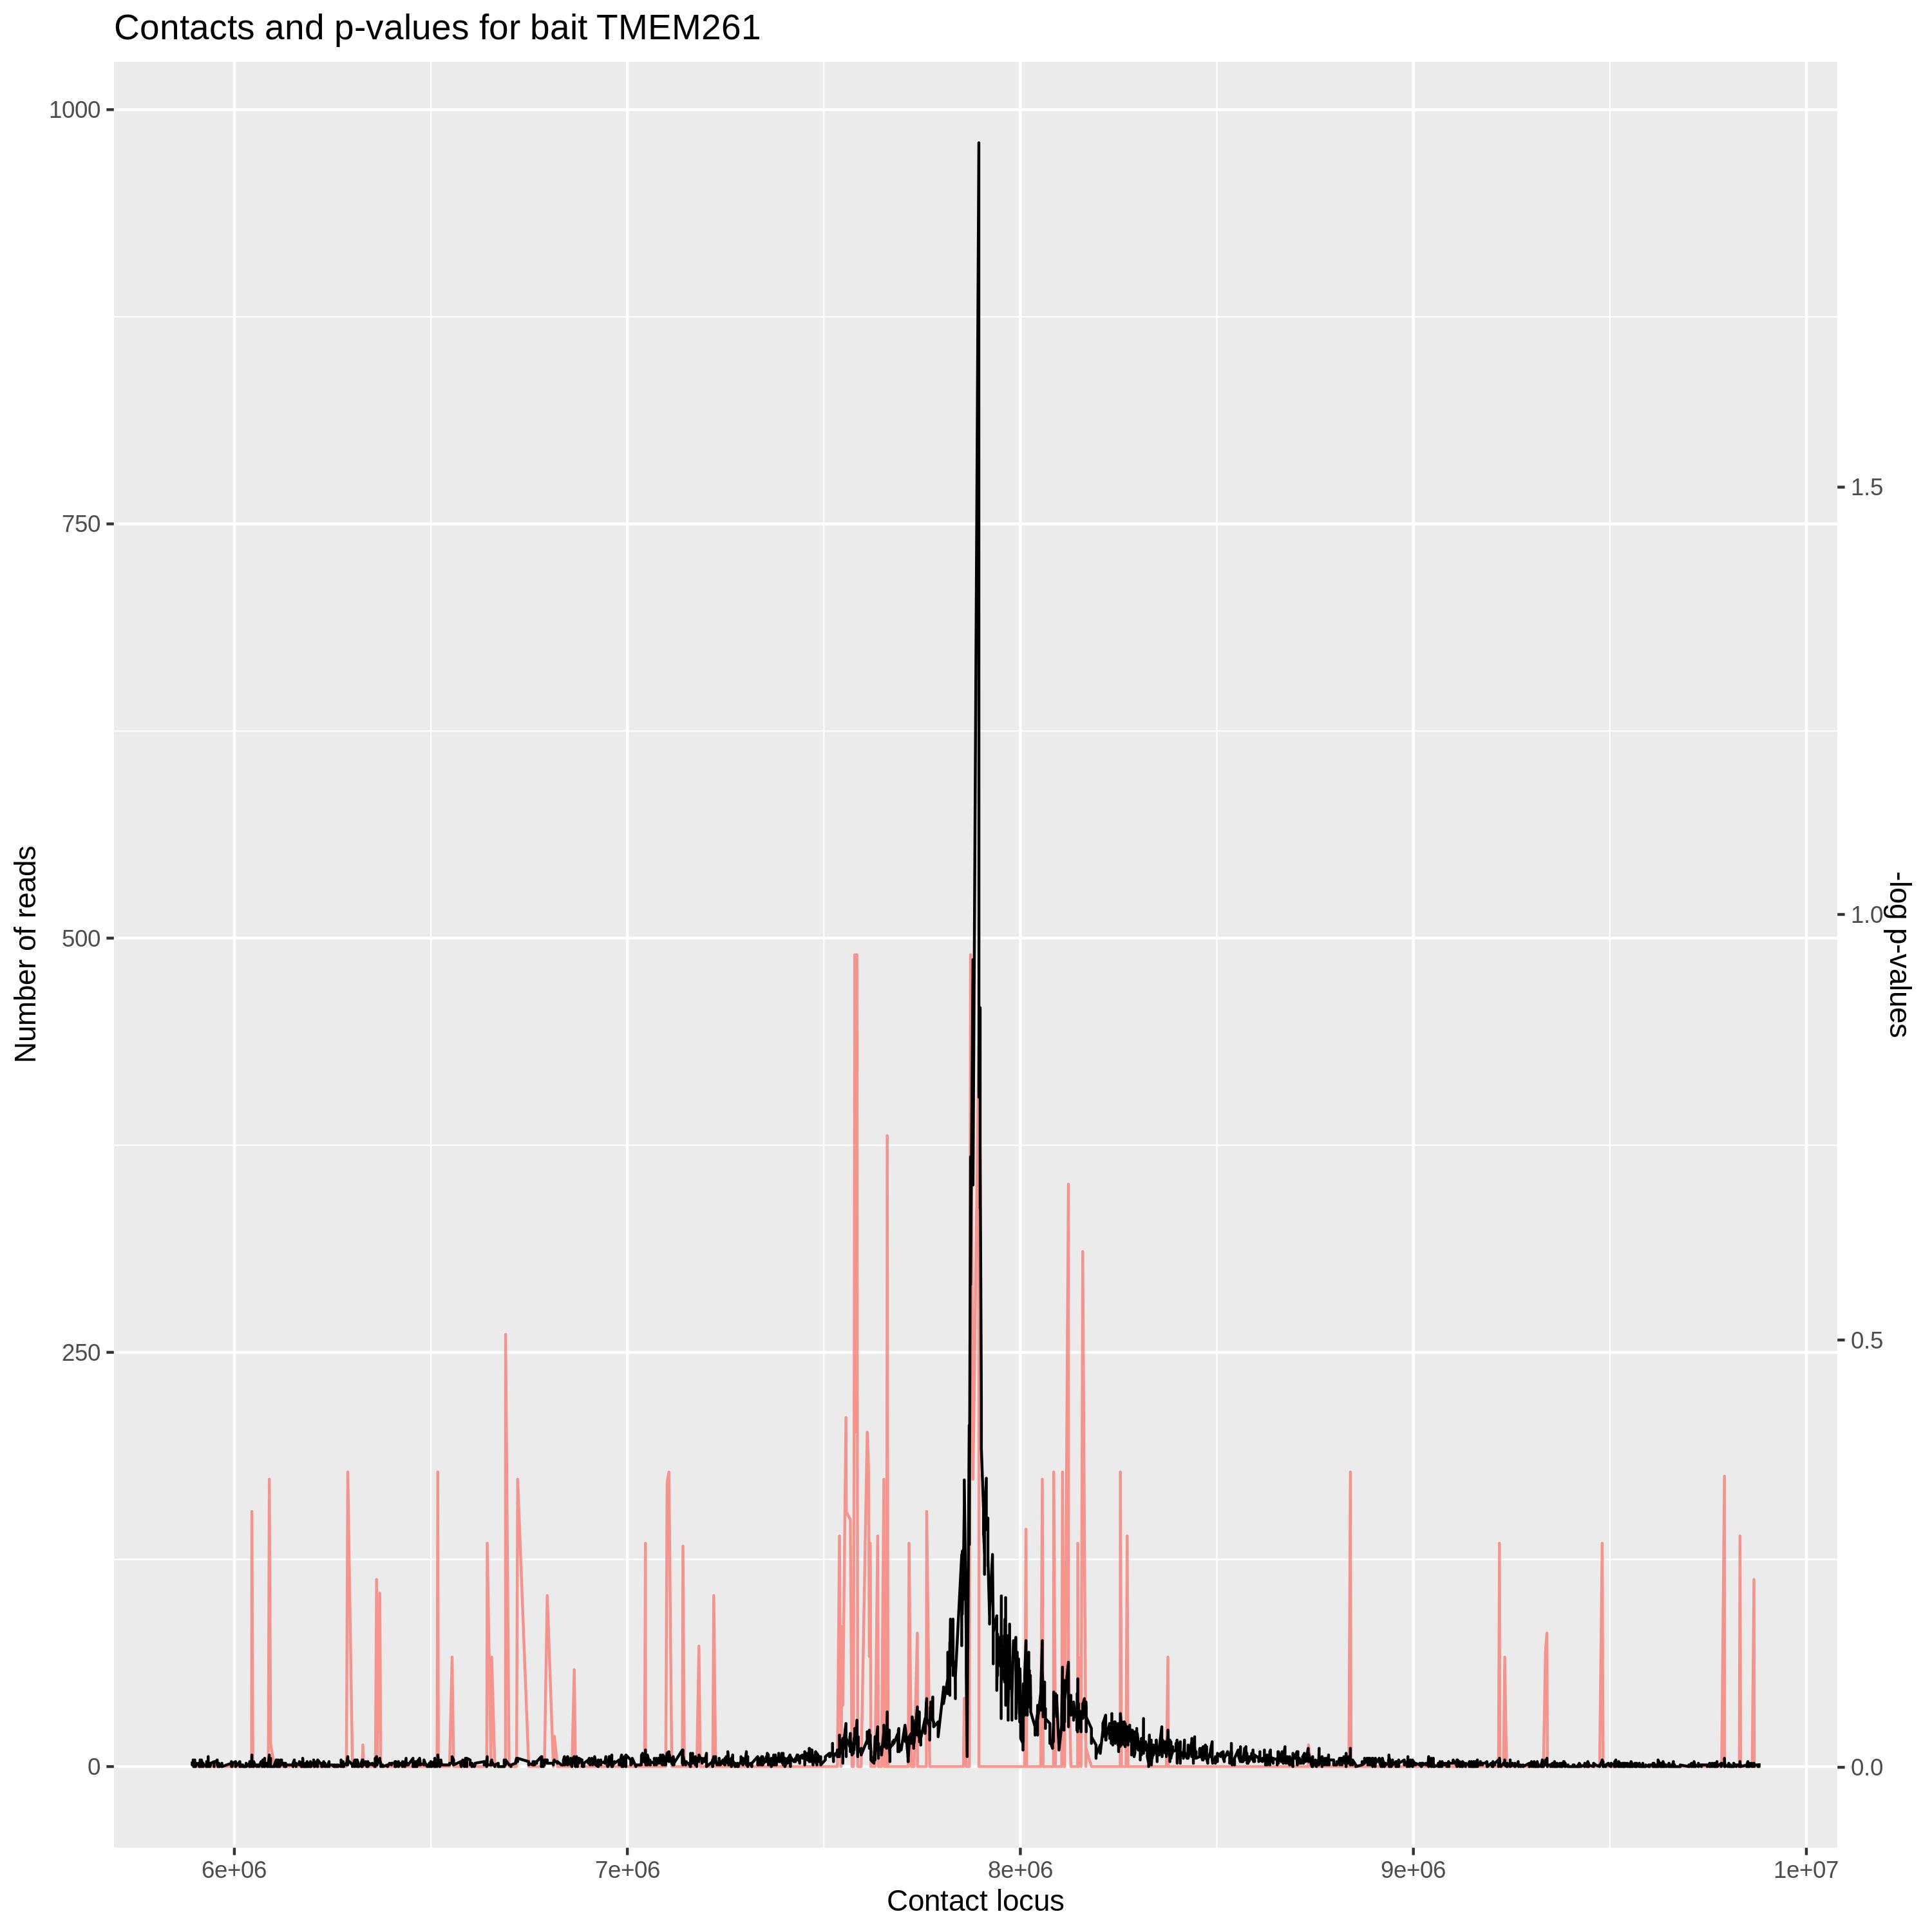 Contacts and p-values for bait TMEM261
1000
750
500
250
0
Number of reads
1.5
1.0
0.5
0.0
-log p-values
6e+06 7e+06 8e+06 9e+06 1e+07
Contact locus